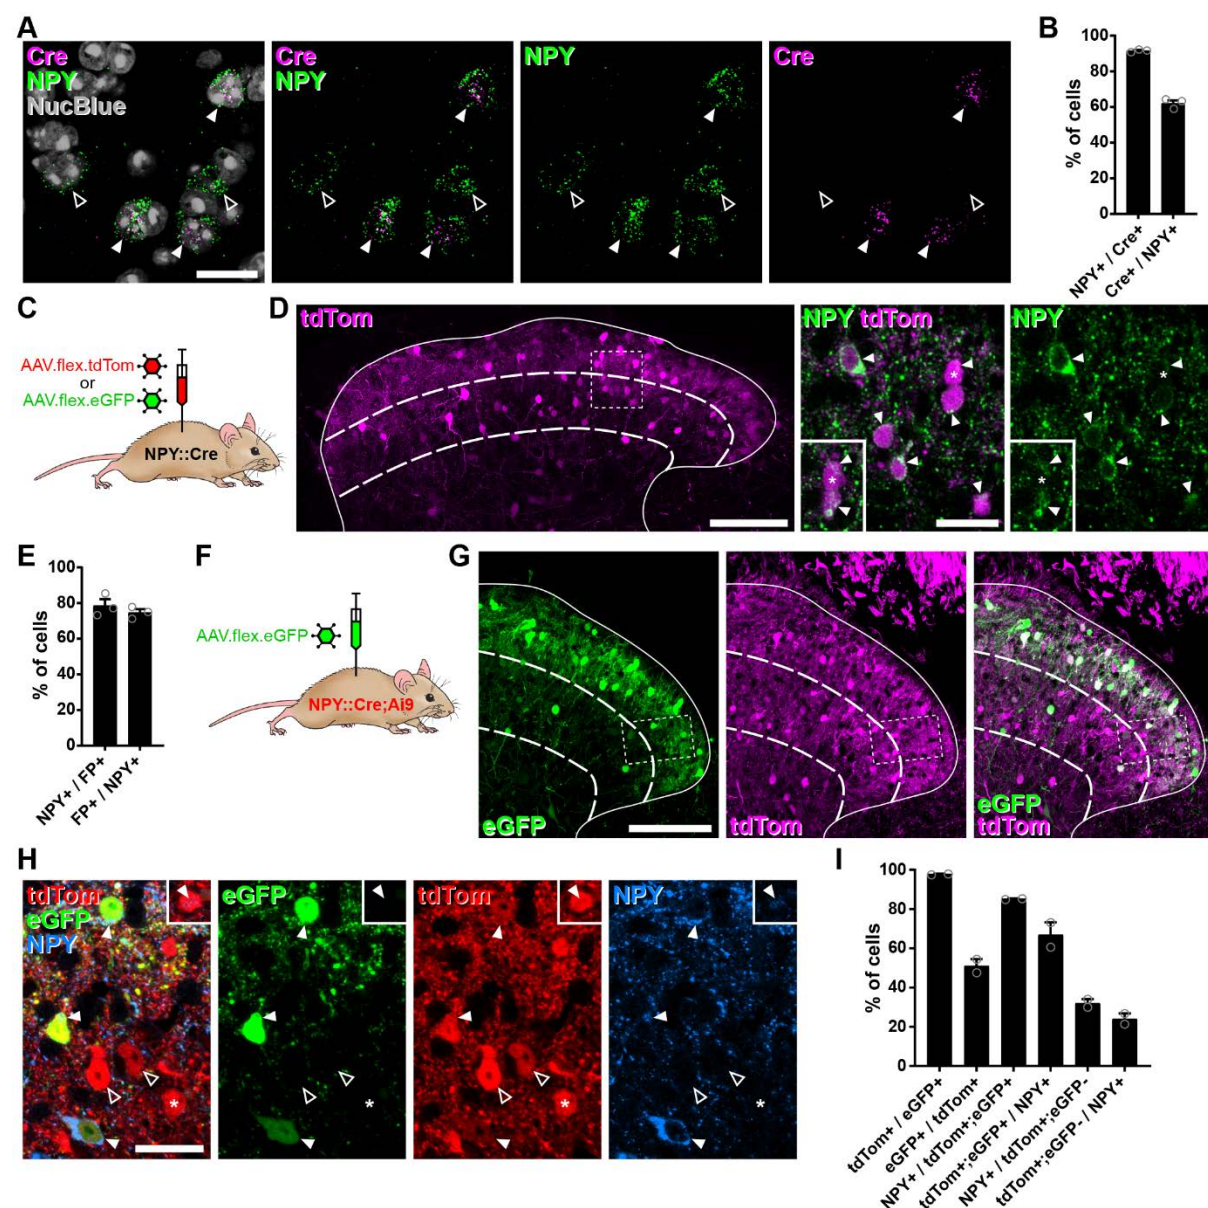 A
Cre
NPY
NucBlue
Cre
NPY
NPY
Cre
B
% of cells
100
80
60
40
20
0
NPY+ / Cre+
Cre+ / NPY+
C
AAV.flex.tdTom
or
AAV.flex.eGFP
NPY::Cre
D
tdTom
NPY tdTom
NPY
*
*
*
*
E
% of cells
100
80
60
40
20
0
NPY+ / FP+
FP+ / NPY+
F
AAV.flex.eGFP
NPY::Cre;Ai9
G
eGFP
tdTom
eGFP
tdTom
H
tdTom
eGFP
NPY
eGFP
tdTom
NPY
*
*
*
*
I
% of cells
100
80
60
40
20
0
tdTom+ / eGFP+
eGFP+ / tdTom+
NPY+ / tdTom+;eGFP+
tdTom+;eGFP+ / NPY+
NPY+ / tdTom+;eGFP-
tdTom+;eGFP- / NPY+